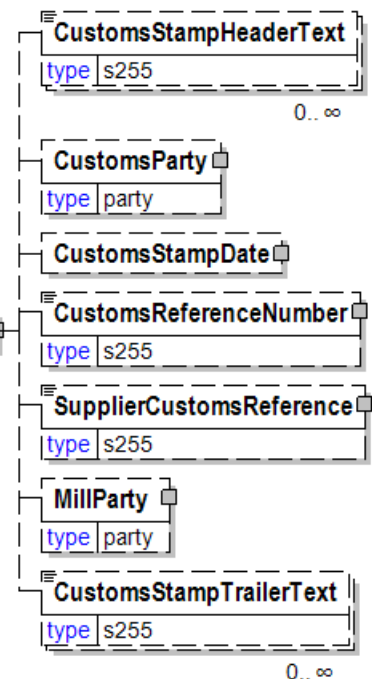 CustomsStampHeaderText
type s255
0.. ∞
CustomsParty
type party
CustomsStampDate
CustomsReferenceNumber
type s255
SupplierCustomsReference
type s255
MillParty
type party
CustomsStampTrailerText
type s255
0.. ∞